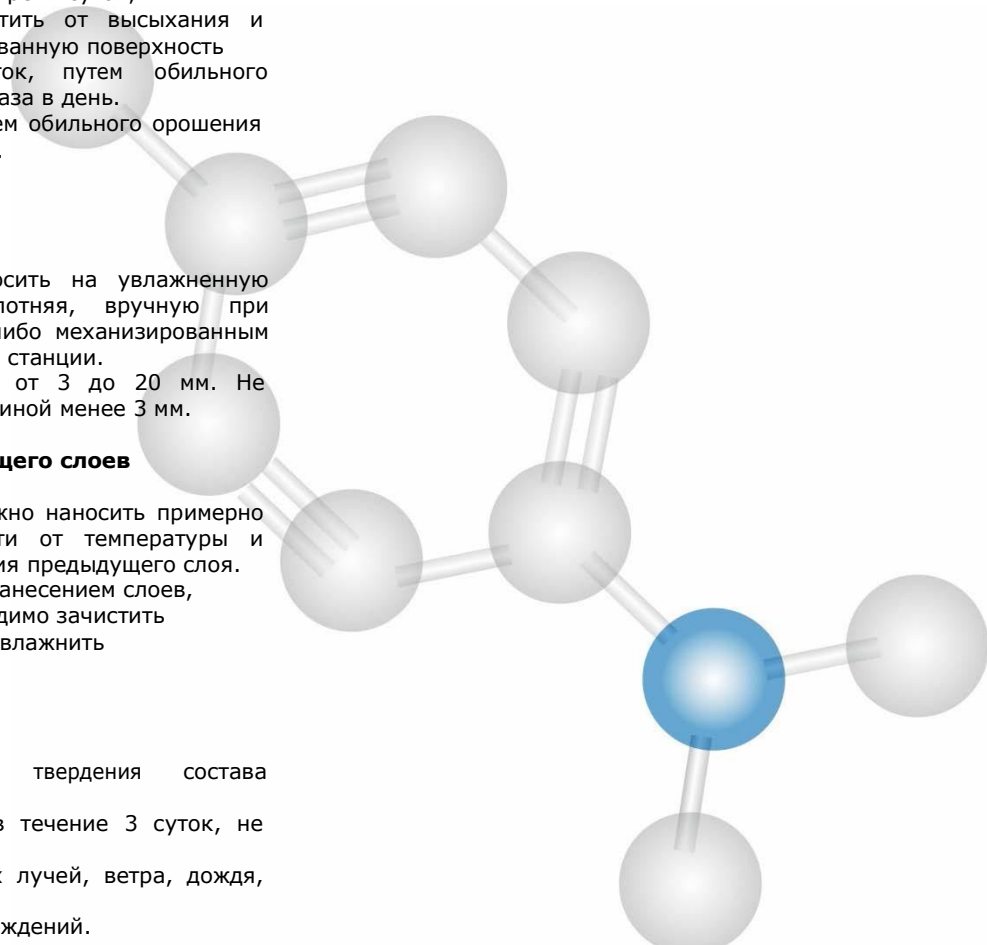 тить от высыхания и
ванную поверхность
ток, путем обильного
аза в день.
ем обильного орошения
.
осить на увлажненную
лотняя, вручную при
либо механизированным
станции.
от 3 до 20 мм. Не
иной менее 3 мм.
щего слоев
жно наносить примерно
ти от температуры и
ия предыдущего слоя.
анесением слоев,
димо зачистить
влажнить
твердения состава
в течение 3 суток, не
х лучей, ветра, дождя,
ждений.